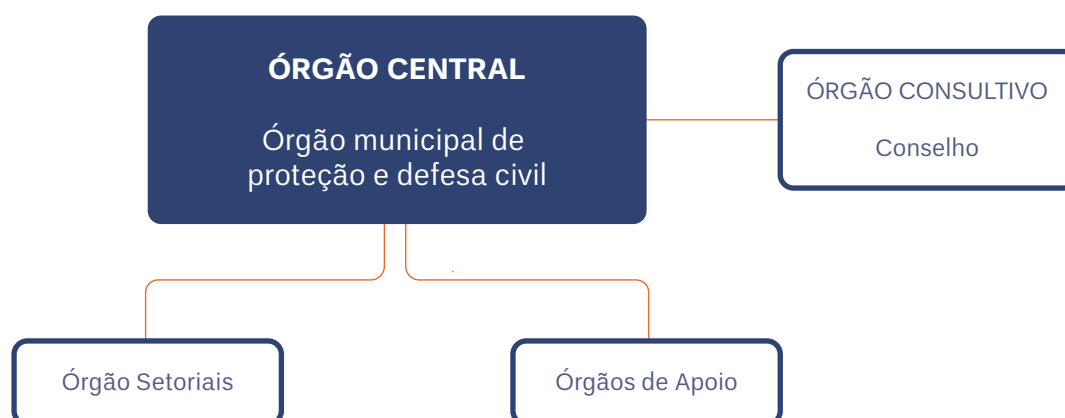 ÓRGÃO CENTRAL
Órgão municipal de
proteção e defesa civil
ÓRGÃO CONSULTIVO
Conselho
Órgão Setoriais
Órgãos de Apoio